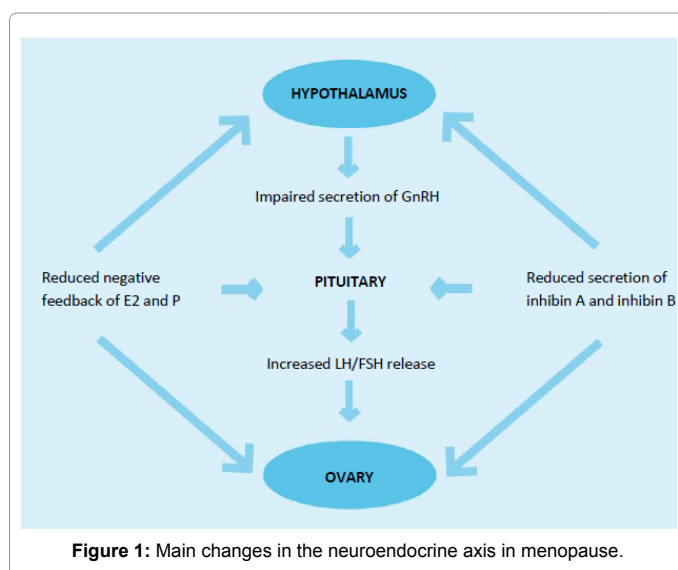 HYPOTHALAMUS
Impaired secretion of GnRH
Reduced negative
feedback of E2 and P
PITUITARY
Reduced secretion of
inhibin A and inhibin B
Increased LH/FSH release
OVARY
Figure 1: Main changes in the neuroendocrine axis in menopause.